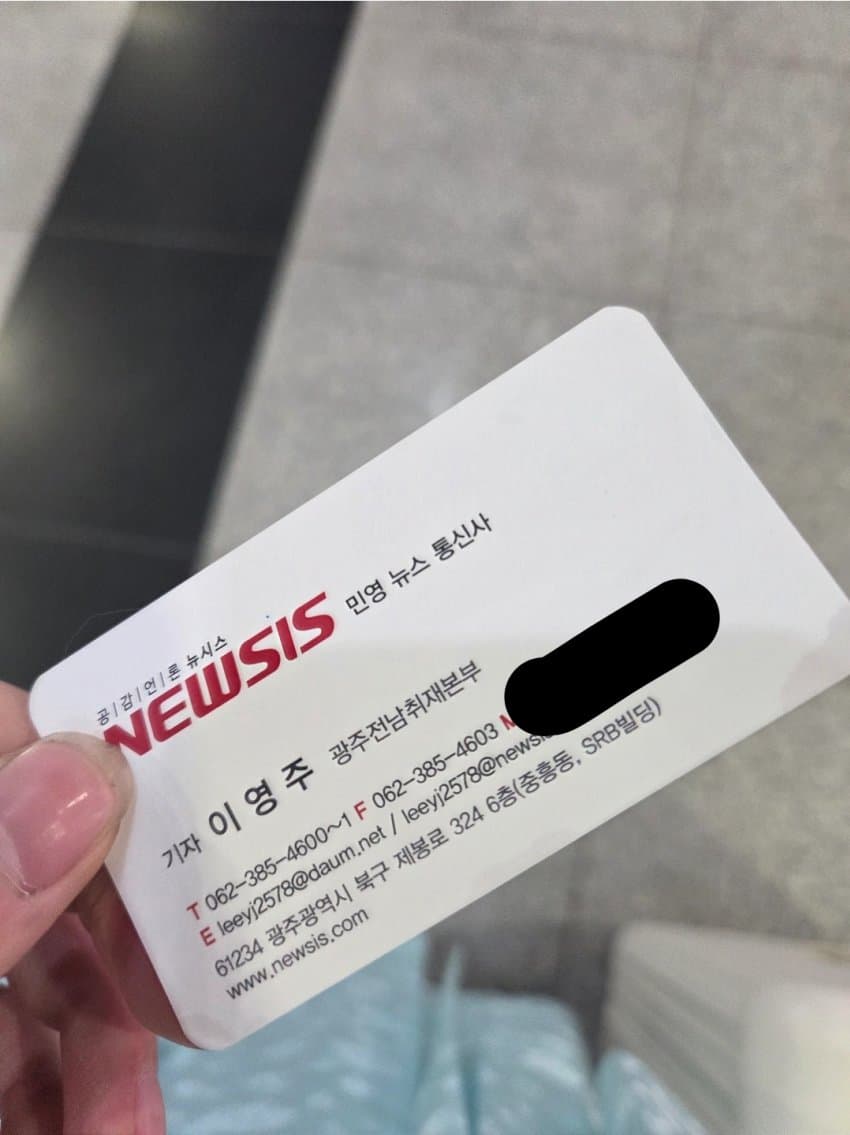 공|감|언|론 뉴시스
NEWSIS 민영 뉴스 통신사
기자 이영주 광주전남취재본부
T 062-385-4600~1 F 062-385-4603
E leeyj2578@daum.net / leeyj2578@newsis
61234 광주광역시 북구 제봉로 324 6층(중흥동, SRB빌딩)
www.newsis.com